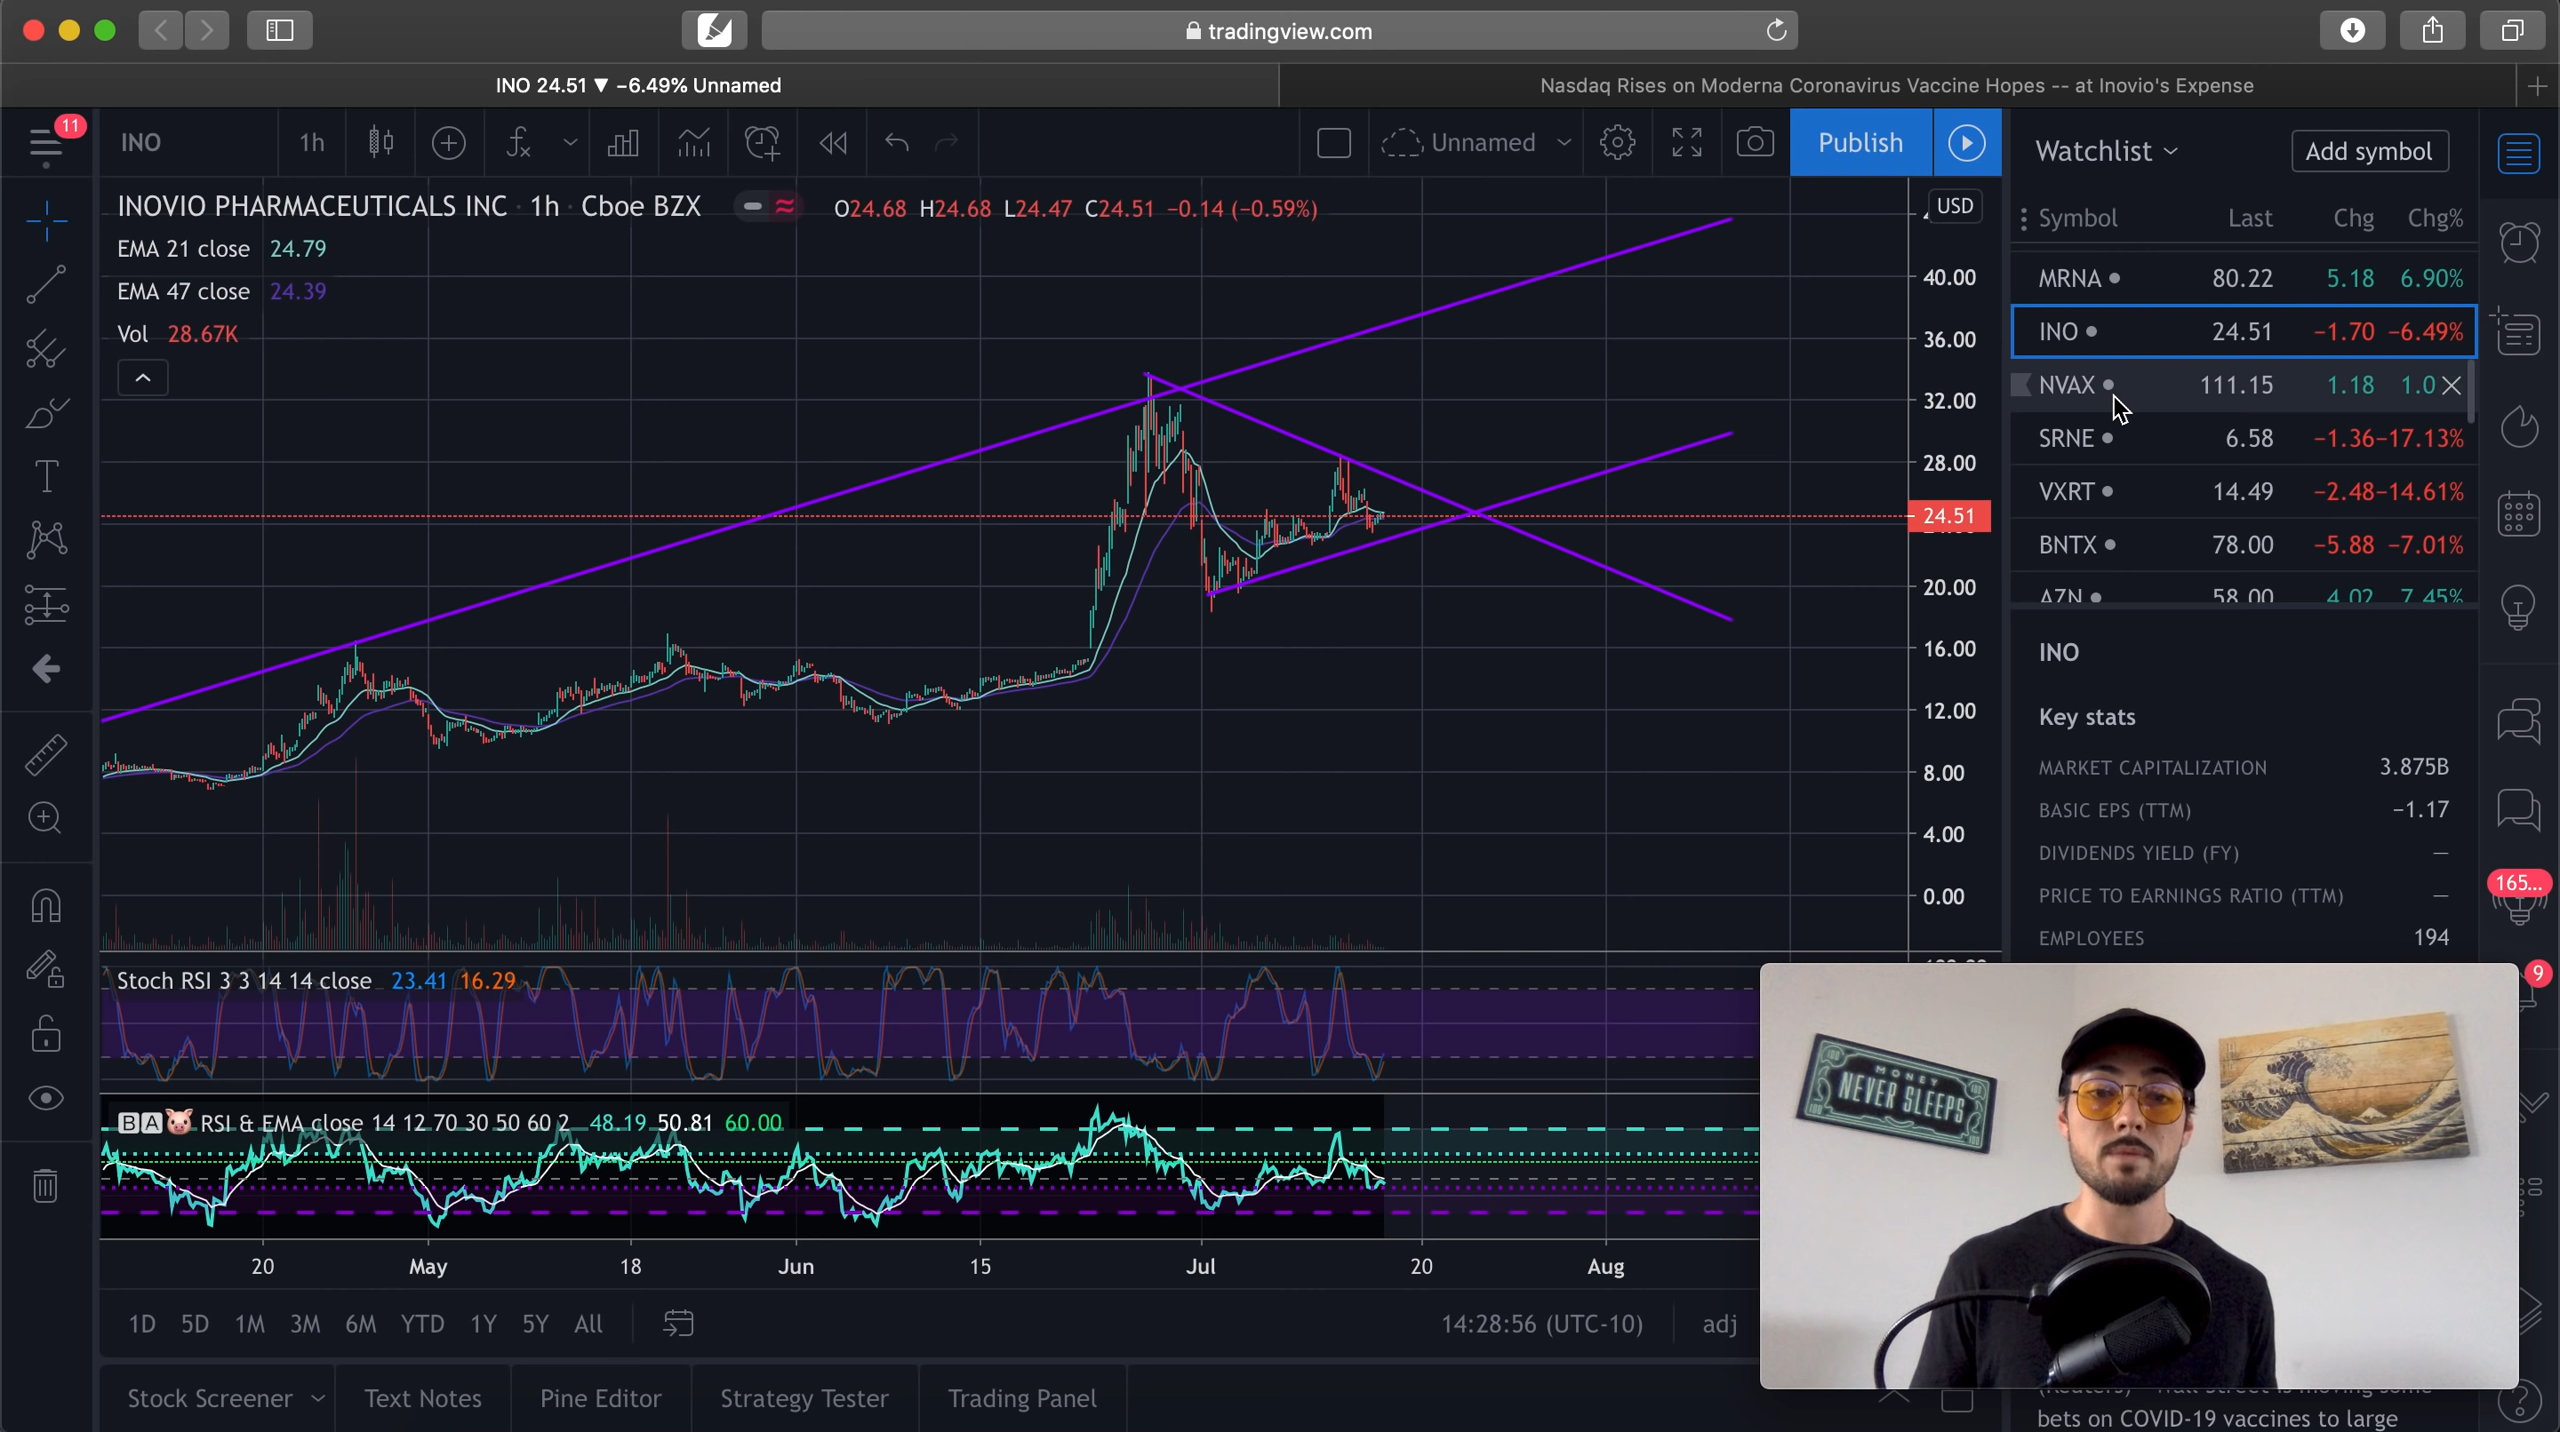 tradingview.com
INO 24.51 ▼ −6.49% Unnamed
Nasdaq Rises on Moderna Coronavirus Vaccine Hopes -- at Inovio's Expense
11
INO
1h
Unnamed
Publish
INOVIO PHARMACEUTICALS INC · 1h · Cboe BZX
O24.68 H24.68 L24.47 C24.51 −0.14 (−0.59%)
EMA 21 close 24.79
EMA 47 close 24.39
Vol 28.67K
USD
40.00
36.00
32.00
28.00
24.51
20.00
16.00
12.00
8.00
4.00
0.00
Stoch RSI 3 3 14 14 close 23.41 16.29
BA🐷 RSI & EMA close 14 12 70 30 50 60 2 48.19 50.81 60.00
20 May 18 Jun 15 Jul 20 Aug
1D 5D 1M 3M 6M YTD 1Y 5Y All
14:28:56 (UTC-10)
adj
Stock Screener
Text Notes
Pine Editor
Strategy Tester
Trading Panel
Watchlist
Add symbol
Symbol Last Chg Chg%
MRNA 80.22 5.18 6.90%
INO 24.51 −1.70 −6.49%
NVAX 111.15 1.18 1.0
SRNE 6.58 −1.36 −17.13%
VXRT 14.49 −2.48 −14.61%
BNTX 78.00 −5.88 −7.01%
AZN 58.00 4.02 7.45%
INO
Key stats
MARKET CAPITALIZATION 3.875B
BASIC EPS (TTM) −1.17
DIVIDENDS YIELD (FY) —
PRICE TO EARNINGS RATIO (TTM) —
EMPLOYEES 194
165...
9
MONEY
NEVER SLEEPS
100
bets on COVID-19 vaccines to large